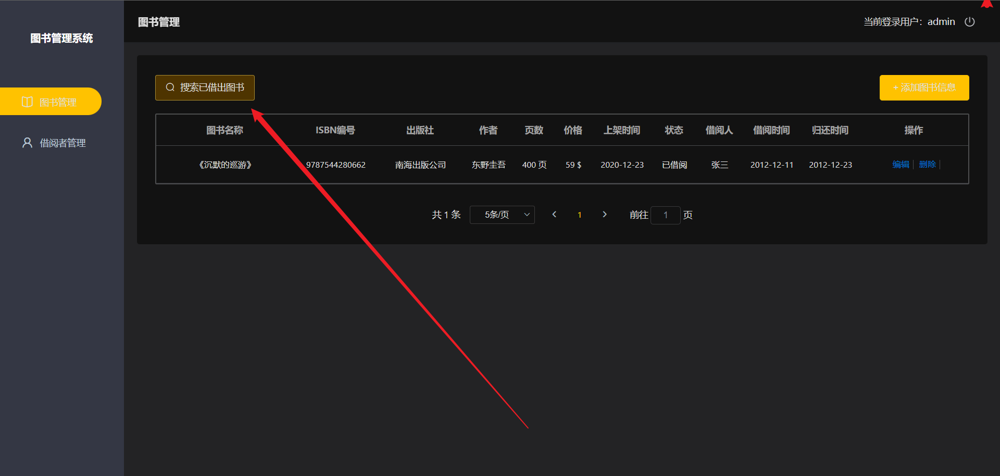 图书管理系统
图书管理
借阅者管理
图书管理
当前登录用户：admin
搜索已借出图书
+ 添加图书信息
图书名称 ISBN编号 出版社 作者 页数 价格 上架时间 状态 借阅人 借阅时间 归还时间 操作
《沉默的巡游》 9787544280662 南海出版公司 东野圭吾 400 页 59 $ 2020-12-23 已借阅 张三 2012-12-11 2012-12-23 编辑 删除
共 1 条 5条/页 1 前往 1 页